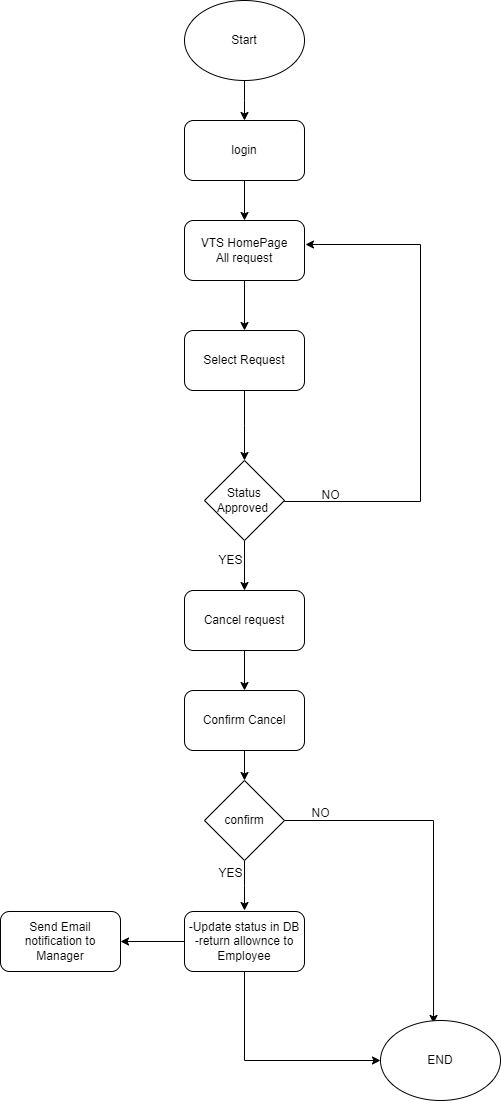 Start
login
VTS HomePage
All request
Select Request
Status
Approved
NO
YES
Cancel request
Confirm Cancel
confirm
NO
YES
Send Email
notification to
Manager
-Update status in DB
-return allownce to
Employee
END